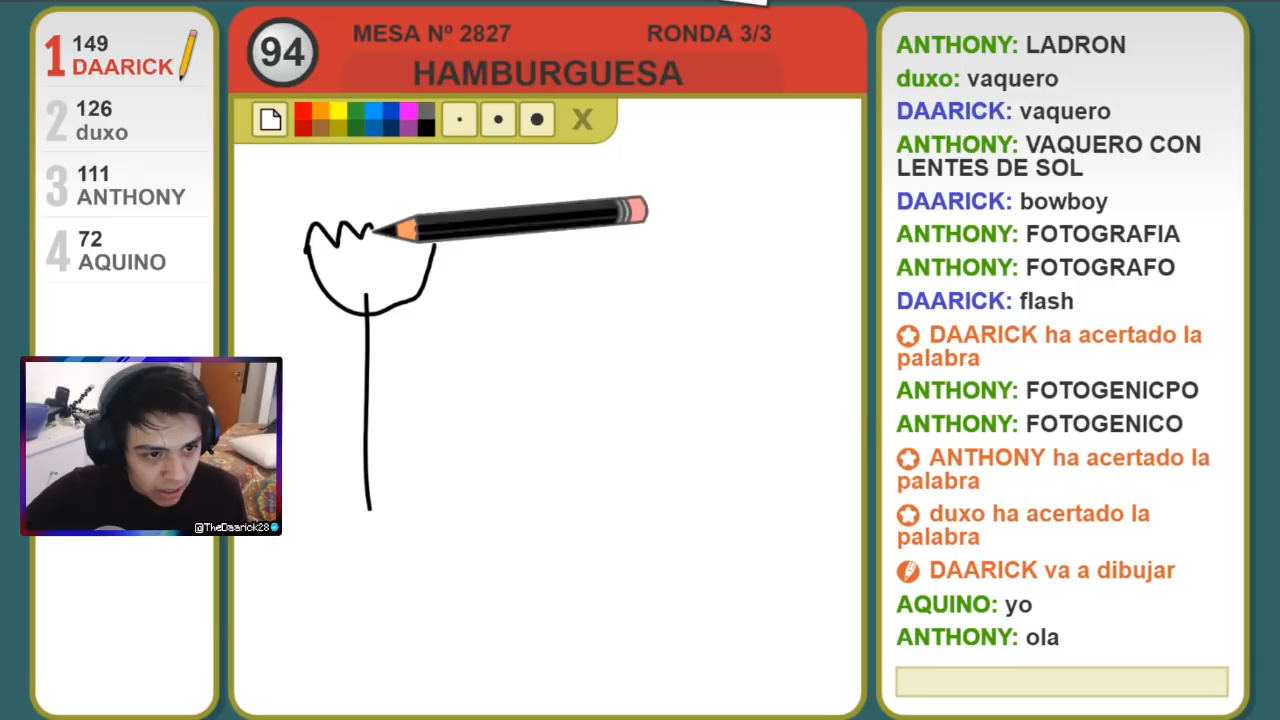 1 149
DAARICK
2 126
duxo
3 111
ANTHONY
4 72
AQUINO
94
MESA Nº 2827
RONDA 3/3
HAMBURGUESA
X
@TheDaarick28
ANTHONY: LADRON
duxo: vaquero
DAARICK: vaquero
ANTHONY: VAQUERO CON
LENTES DE SOL
DAARICK: bowboy
ANTHONY: FOTOGRAFIA
ANTHONY: FOTOGRAFO
DAARICK: flash
DAARICK ha acertado la
palabra
ANTHONY: FOTOGENICPO
ANTHONY: FOTOGENICO
ANTHONY ha acertado la
palabra
duxo ha acertado la
palabra
DAARICK va a dibujar
AQUINO: yo
ANTHONY: ola